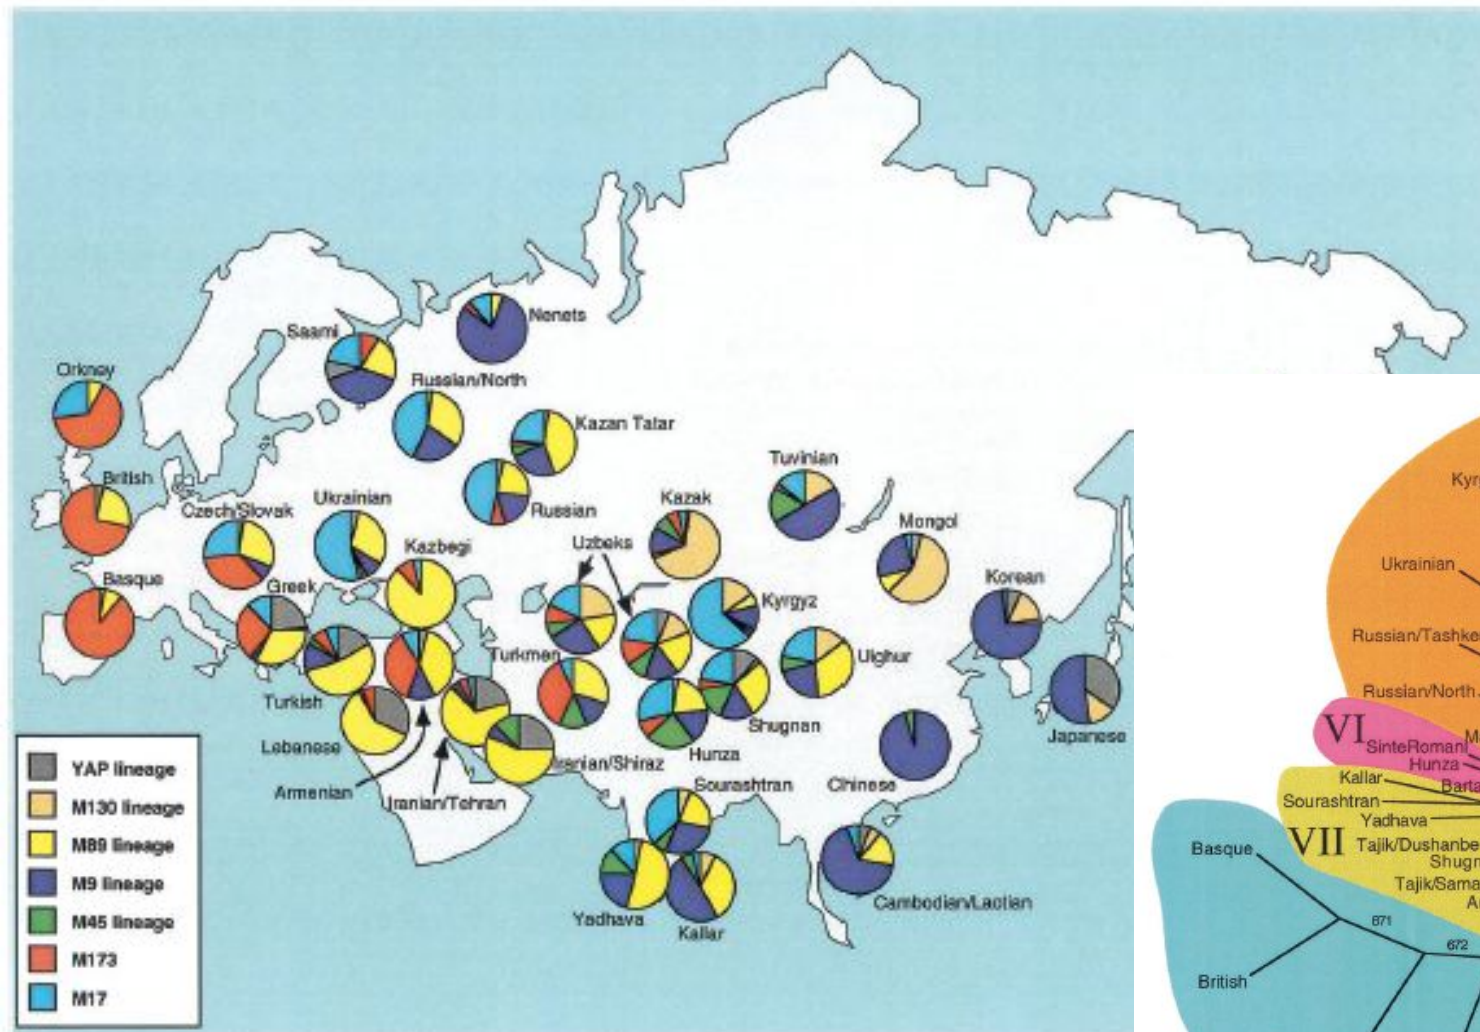 Nenets
Saami
Orkney
Russian/North
Kazan Tatar
British
Czech/Slovak
Ukrainian
Russian
Tuvinian
Kazak
Mongol
Uzbeks
Kazbegi
Basque
Greek
Korean
Kyrgyz
Turkmen
Uighur
Turkish
Shugnan
Japanese
Lebanese
Hunza
Iranian/Shiraz
Armenian
Iranian/Tehran
Sourashtran
Chinese
Cambodian/Laotian
Yadhava
Kallar
YAP lineage
M130 lineage
M89 lineage
M9 lineage
M45 lineage
M173
M17
Ukrainian
Russian/North
VI
SinteRomani
Hunza
Kallar
Sourashtran
Yadhava
VII
Tajik/Dushanbe
Basque
671
672
British